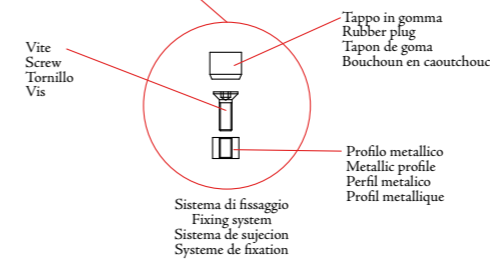 Tappo in gomma
Rubber plug
Tapon de goma
Bouchoun en caoutchouc
Vite
Screw
Tornillo
Vis
Profilo metallico
Metallic profile
Perfil metalico
Profil metallique
Sistema di fissaggio
Fixing system
Sistema de sujecion
Systeme de fixation